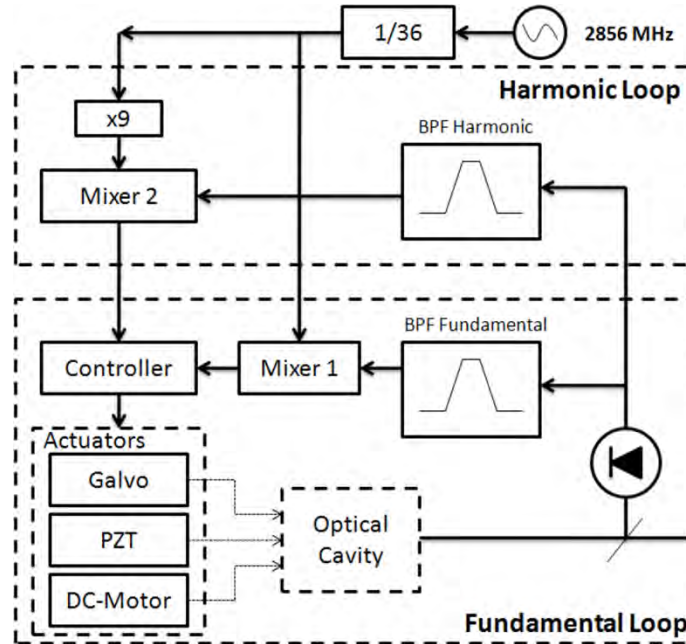 1/36
2856 MHz
Harmonic Loop
x9
BPF Harmonic
Mixer 2
BPF Fundamental
Controller
Mixer 1
Actuators
Galvo
PZT
DC-Motor
Optical
Cavity
Fundamental Loop